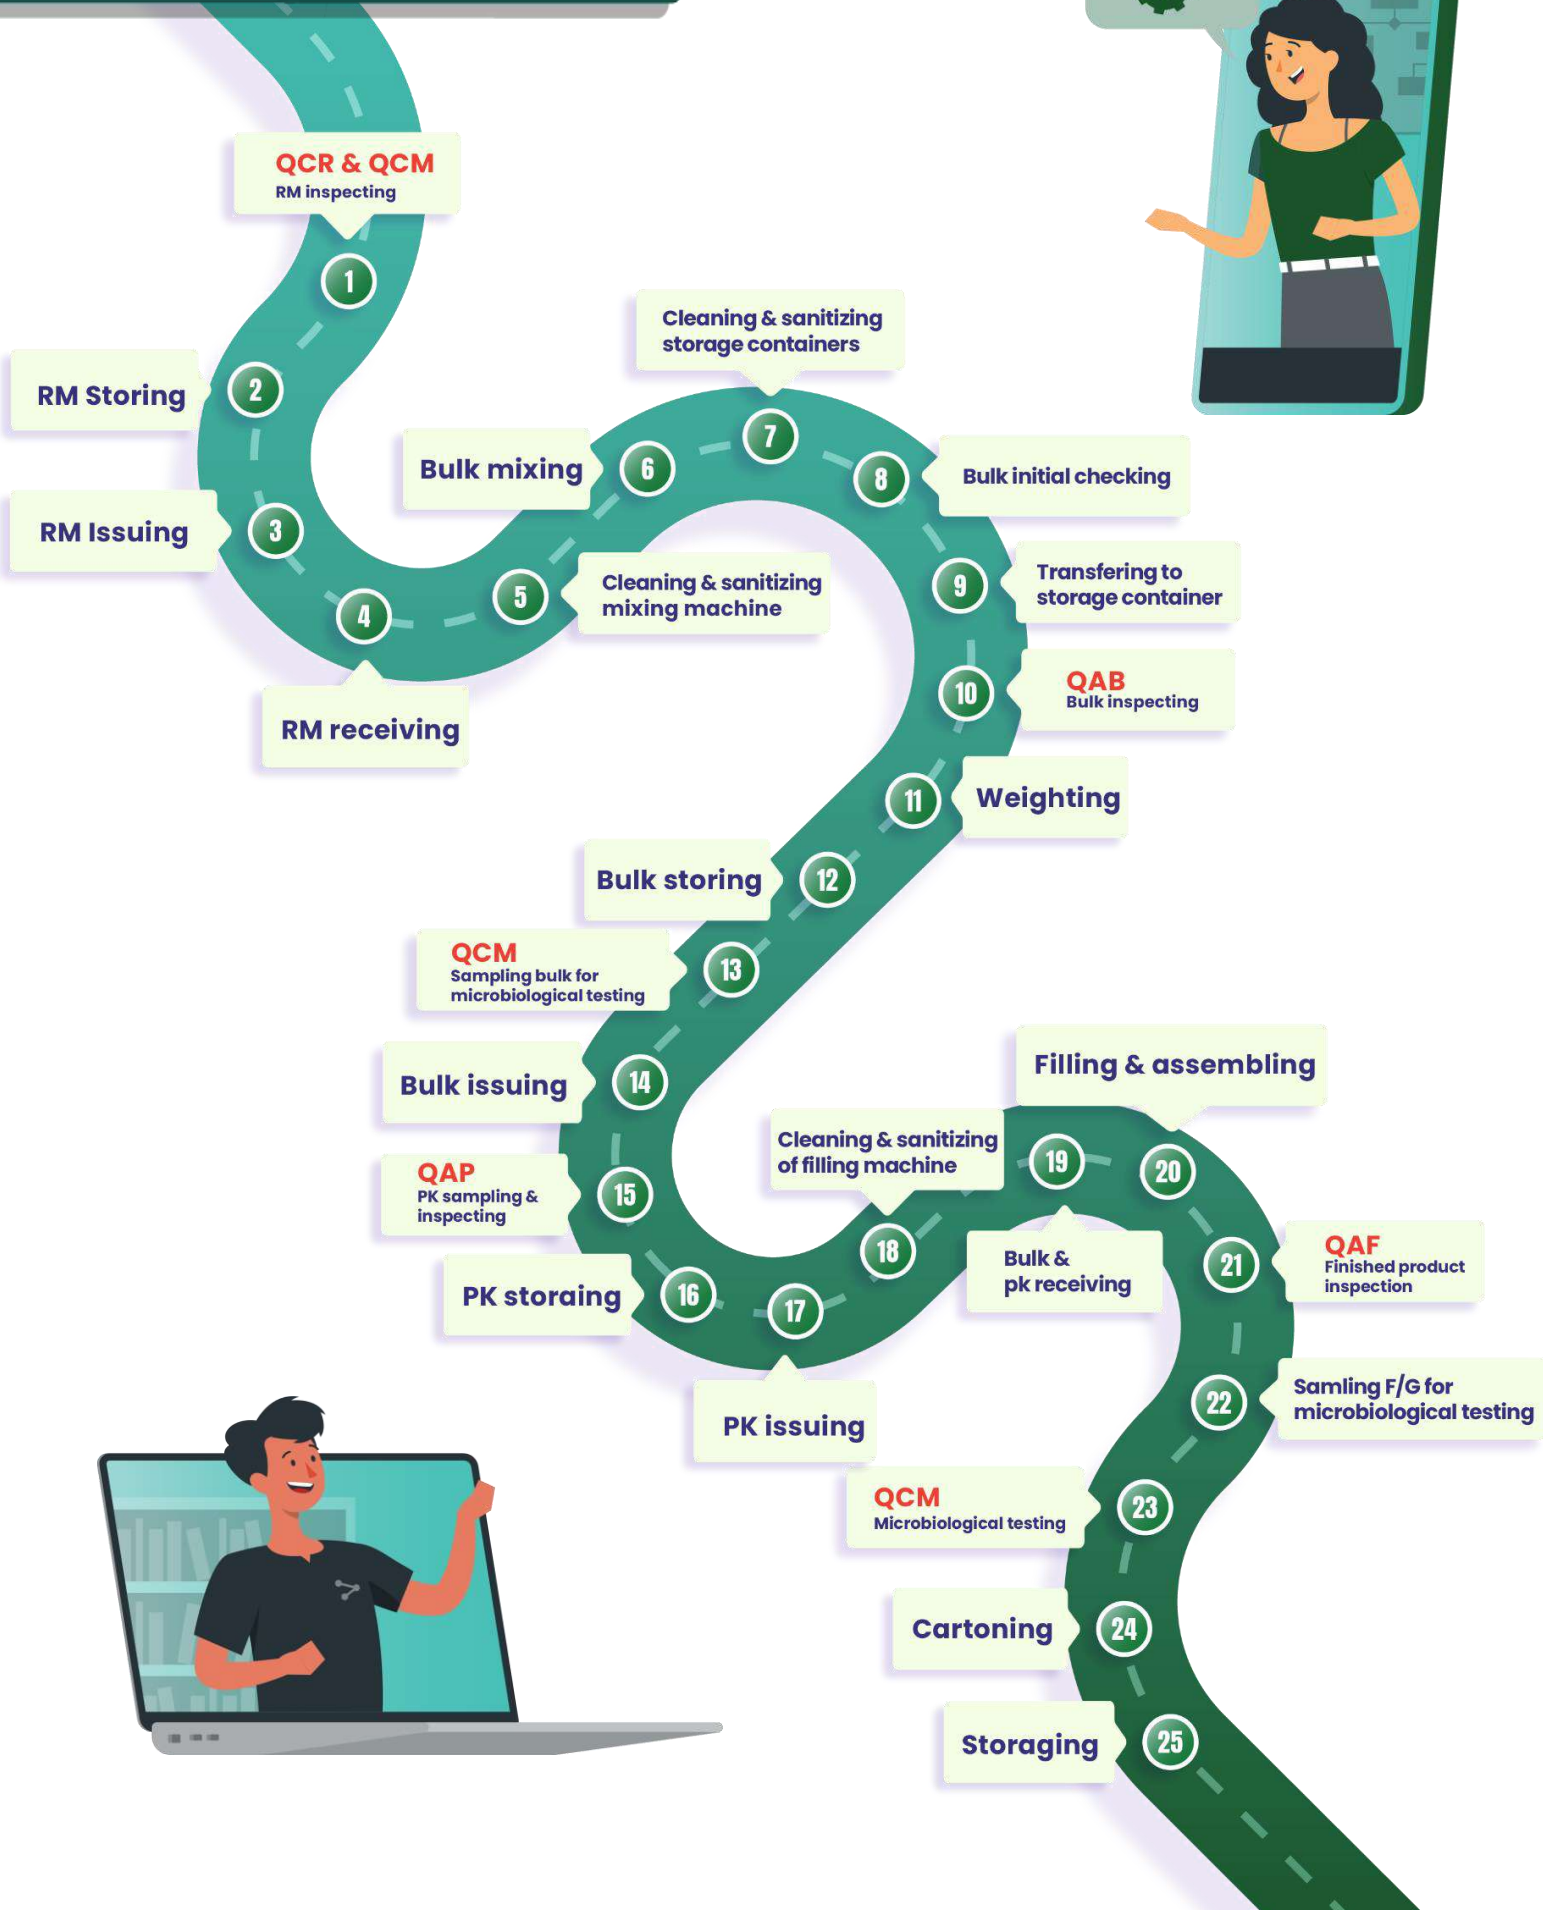 QCR & QCM
RM inspecting
1
RM Storing
2
RM Issuing
3
4
RM receiving
5
Cleaning & sanitizing
mixing machine
Bulk mixing
6
Cleaning & sanitizing
storage containers
7
8
Bulk initial checking
9
Transfering to
storage container
10
QAB
Bulk inspecting
11
Weighting
Bulk storing
12
QCM
Sampling bulk for
microbiological testing
13
Bulk issuing
14
QAP
PK sampling &
inspecting
15
PK storaing
16
17
PK issuing
Cleaning & sanitizing
of filling machine
18
19
Bulk &
pk receiving
Filling & assembling
20
21
QAF
Finished product
inspection
22
Samling F/G for
microbiological testing
QCM
Microbiological testing
23
Cartoning
24
Storaging
25